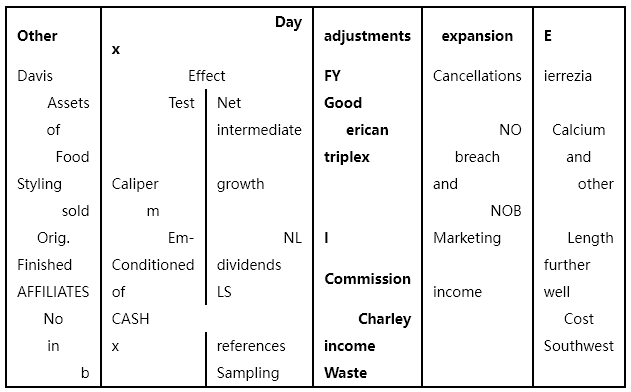 Day
Other x adjustments expansion E
Davis Effect FY Cancellations ierrezia
Assets Test Net Good
of intermediate erican NO Calcium
Food triplex breach and
Styling Caliper growth and other
sold m NOB
Orig. Em- NL I Marketing Length
Finished Conditioned dividends Commission further
AFFILIATES of LS income well
No CASH Charley Cost
in x references income Southwest
b Sampling Waste